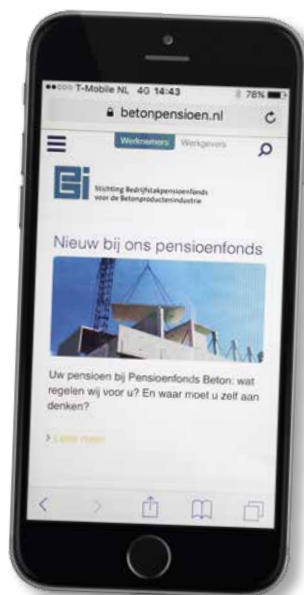 T-Mobile NL 4G 14:43 78%
betonpensioen.nl
Werknemers Werkgevers
Stichting Bedrijfstakpensioenfonds
voor de Betonproductenindustrie
Nieuw bij ons pensioenfonds
Uw pensioen bij Pensioenfonds Beton: wat
regelen wij voor u? En waar moet u zelf aan
denken?
> Lees meer